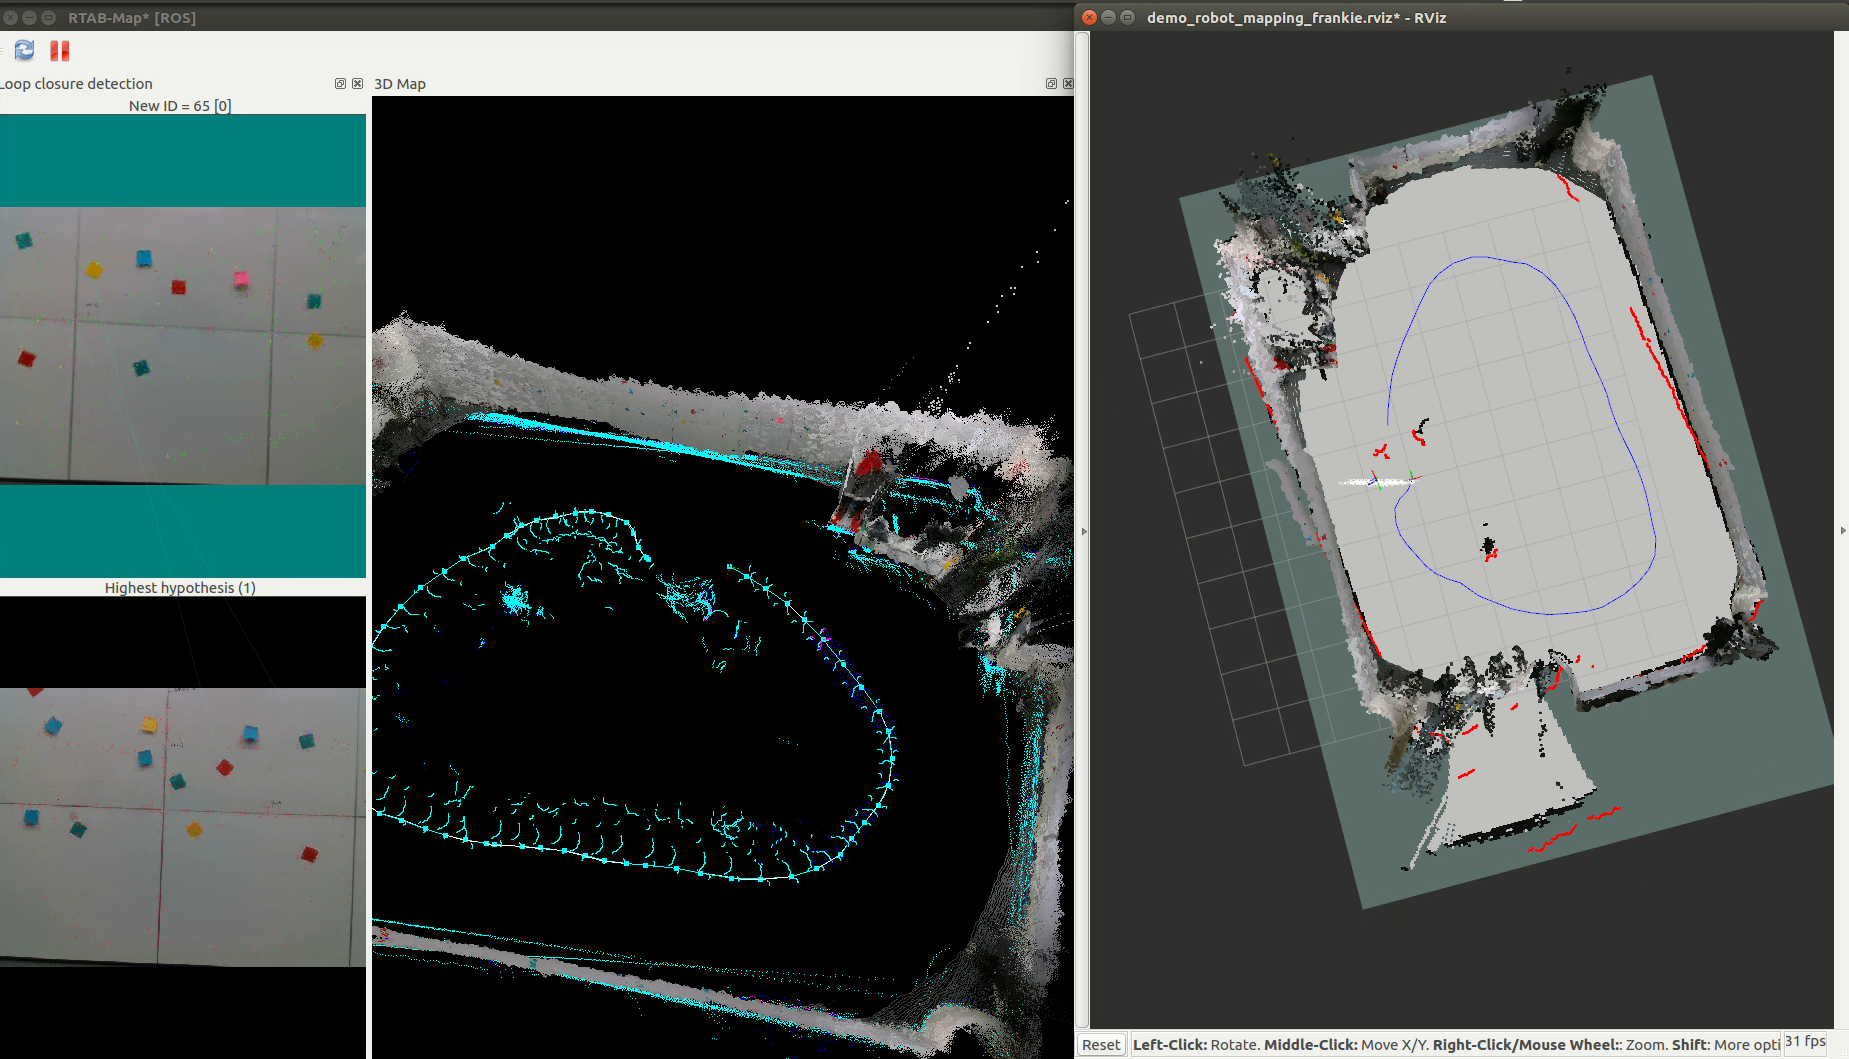 RTAB-Map* [ROS]
Loop closure detection
New ID = 65 [0]
Highest hypothesis (1)
3D Map
demo_robot_mapping_frankie.rviz* - RViz
Reset
Left-Click: Rotate. Middle-Click: Move X/Y. Right-Click/Mouse Wheel:: Zoom. Shift: More opti
31 fps